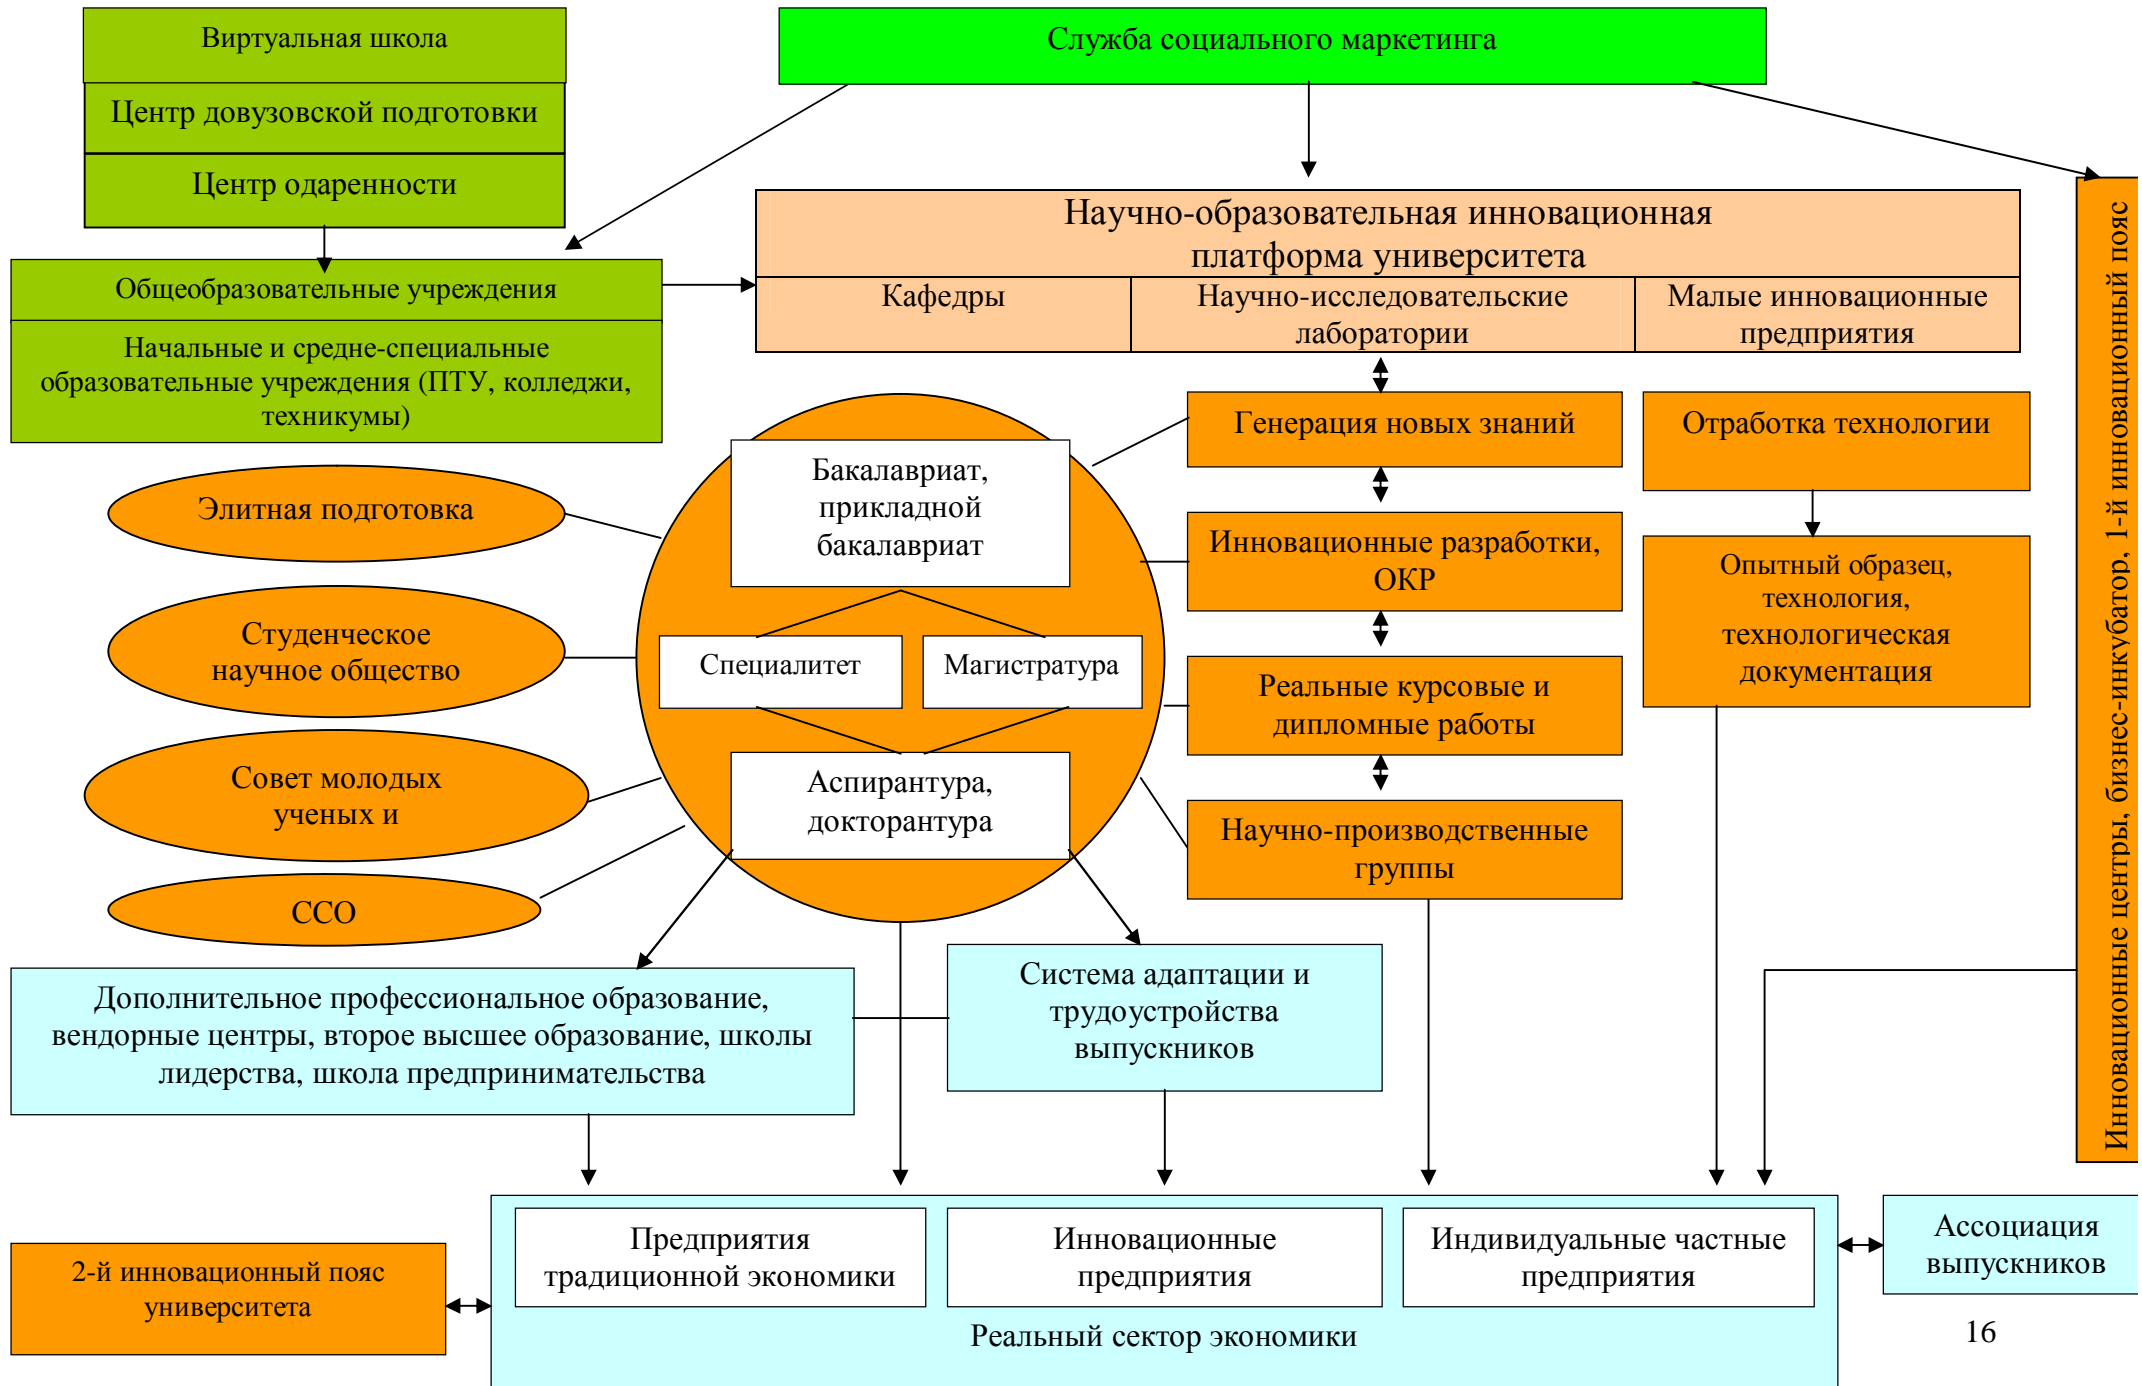 Виртуальная школа
Центр довузовской подготовки
Центр одаренности
Служба социального маркетинга
Общеобразовательные учреждения
Начальные и средне-специальные
образовательные учреждения (ПТУ, колледжи,
техникумы)
Научно-образовательная инновационная
платформа университета
Кафедры
Научно-исследовательские
лаборатории
Малые инновационные
предприятия
Инновационные центры, бизнес-инкубатор, 1-й инновационный пояс
Элитная подготовка
Студенческое
научное общество
Совет молодых
ученых и
ССО
Бакалавриат,
прикладной
бакалавриат
Специалитет
Магистратура
Аспирантура,
докторантура
Генерация новых знаний
Инновационные разработки,
ОКР
Реальные курсовые и
дипломные работы
Научно-производственные
группы
Отработка технологии
Опытный образец,
технология,
технологическая
документация
Дополнительное профессиональное образование,
вендорные центры, второе высшее образование, школы
лидерства, школа предпринимательства
Система адаптации и
трудоустройства
выпускников
2-й инновационный пояс
университета
Предприятия
традиционной экономики
Инновационные
предприятия
Индивидуальные частные
предприятия
Реальный сектор экономики
Ассоциация
выпускников
16